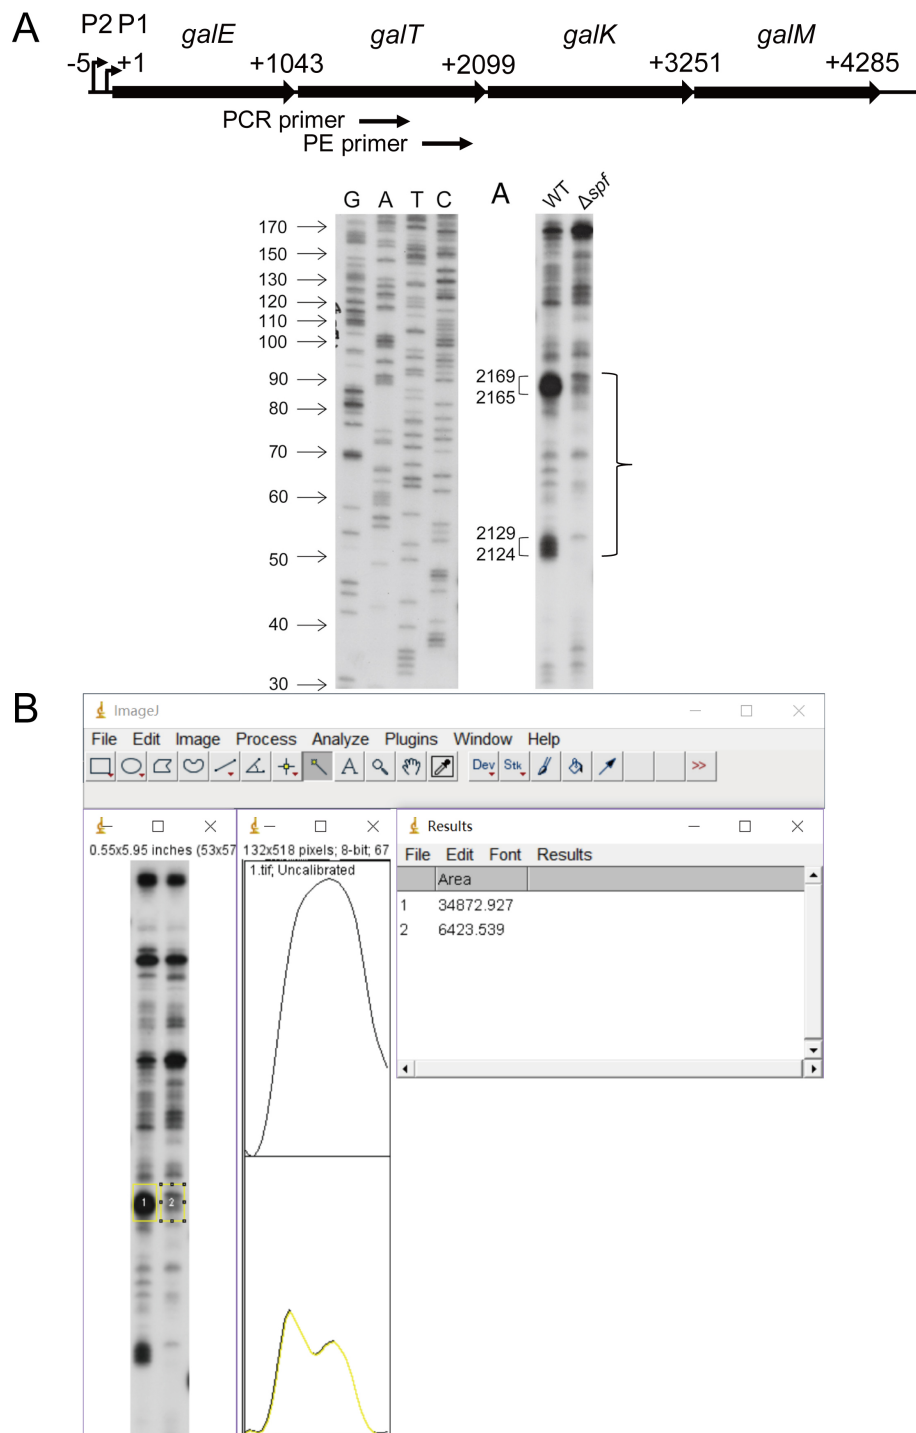 A
P2 P1
galE galT galK galM
-5 +1 +1043 +2099 +3251 +4285
PCR primer
PE primer
G A T C
A WT Δspf
170
150
130
120
110
100
90
80
70
60
50
40
30
2169
2165
2129
2124
B
ImageJ
File Edit Image Process Analyze Plugins Window Help
A Dev Stk >>
0.55x5.95 inches (53x57
132x518 pixels; 8-bit; 67
1.tif; Uncalibrated
Results
File Edit Font Results
Area
1 34872.927
2 6423.539
1 2